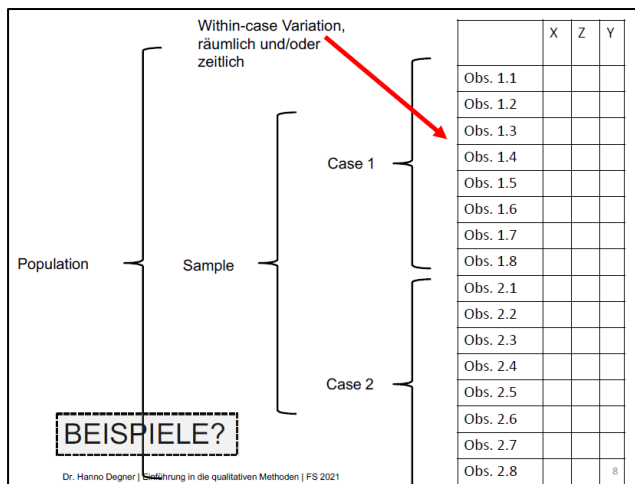 Within-case Variation,
räumlich und/oder
zeitlich
X Z Y
Obs. 1.1
Obs. 1.2
Obs. 1.3
Obs. 1.4
Case 1
Obs. 1.5
Obs. 1.6
Obs. 1.7
Population
Sample
Obs. 1.8
Obs. 2.1
Obs. 2.2
Obs. 2.3
Obs. 2.4
Case 2
Obs. 2.5
Obs. 2.6
BEISPIELE?
Obs. 2.7
Dr. Hanno Degner | Einführung in die qualitativen Methoden | FS 2021
Obs. 2.8
8